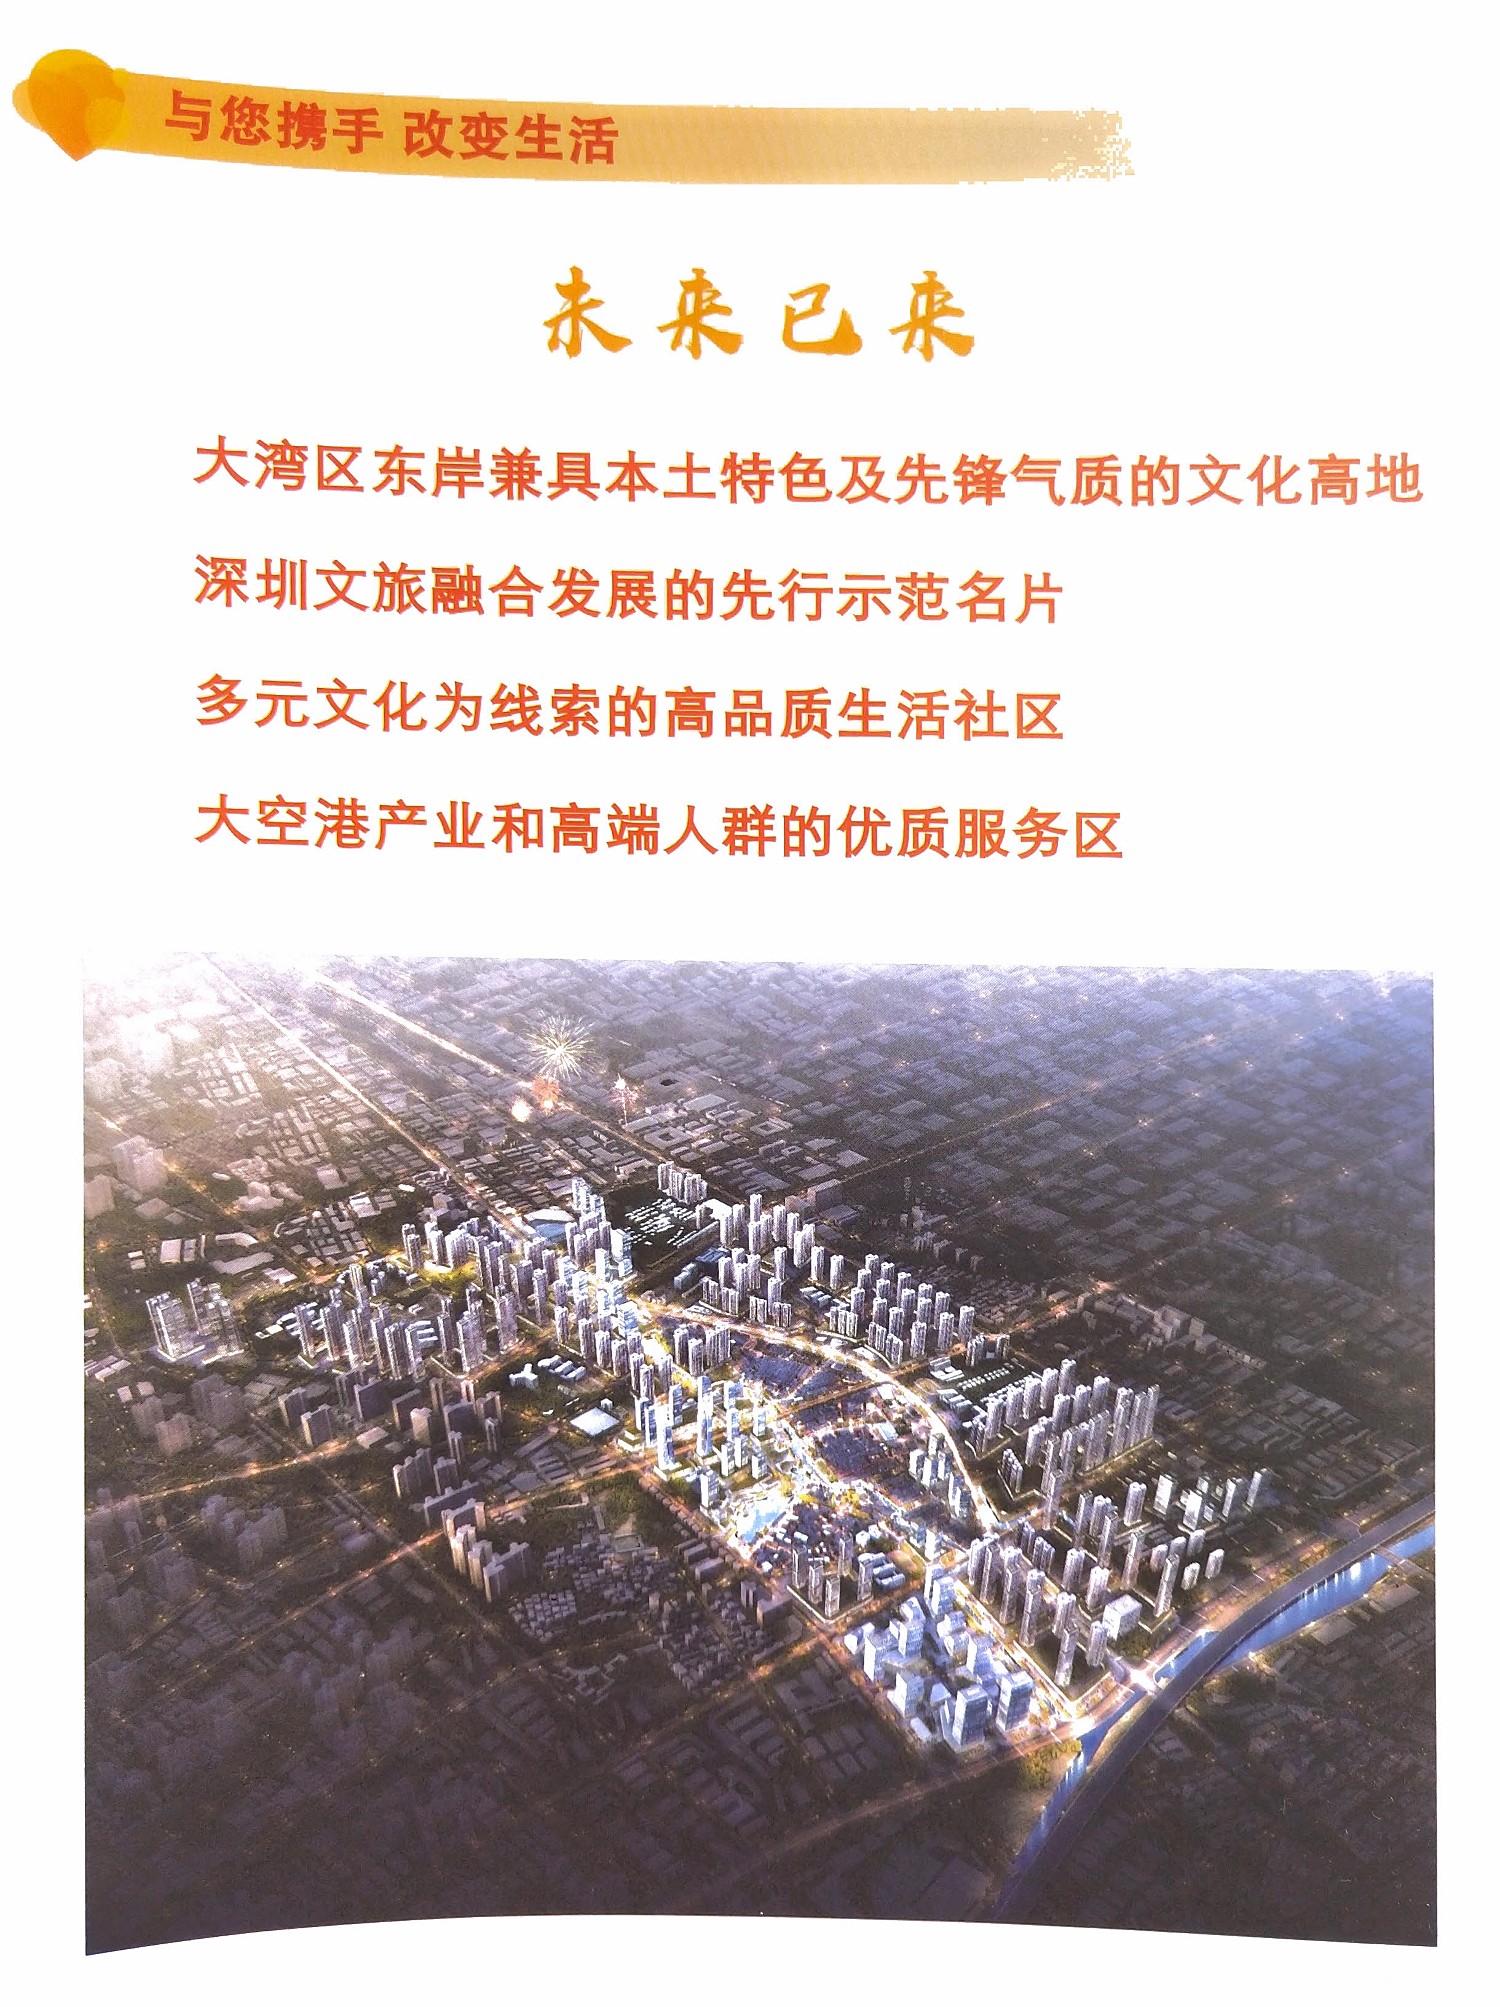 与您携手 改变生活
未来已来
大湾区东岸兼具本土特色及先锋气质的文化高地
深圳文旅融合发展的先行示范名片
多元文化为线索的高品质生活社区
大空港产业和高端人群的优质服务区